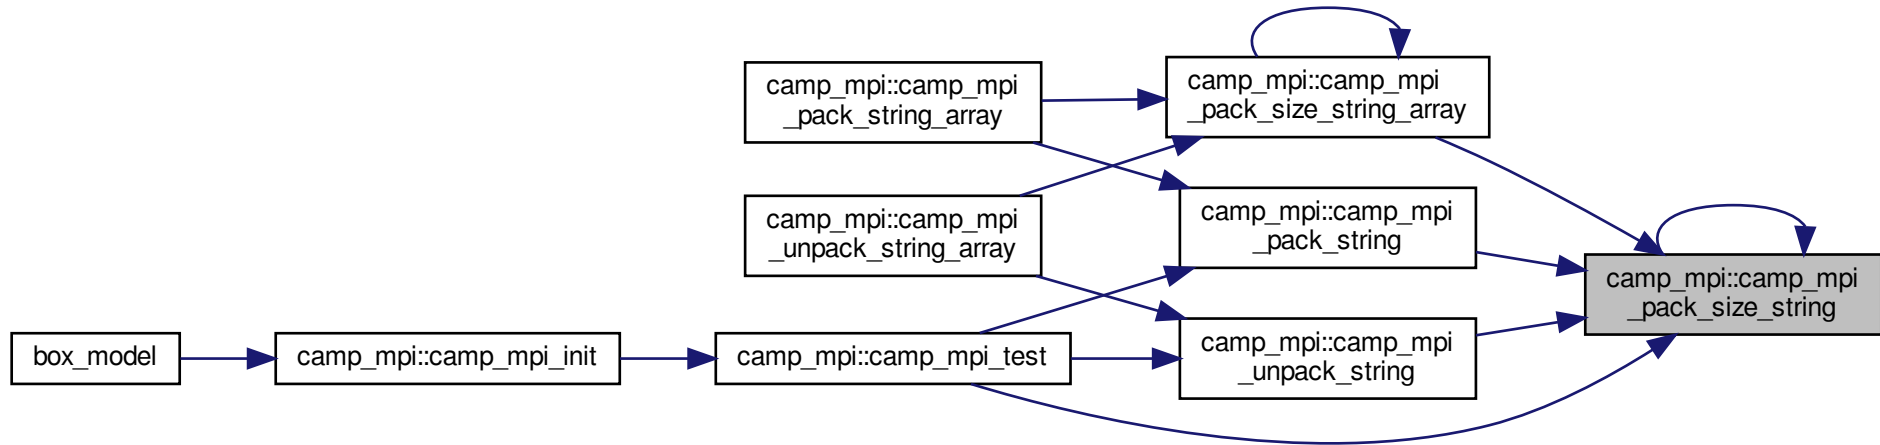 camp_mpi::camp_mpi
_pack_string_array
camp_mpi::camp_mpi
_pack_size_string_array
camp_mpi::camp_mpi
_unpack_string_array
camp_mpi::camp_mpi
_pack_string
camp_mpi::camp_mpi
_pack_size_string
box_model
camp_mpi::camp_mpi_init
camp_mpi::camp_mpi_test
camp_mpi::camp_mpi
_unpack_string